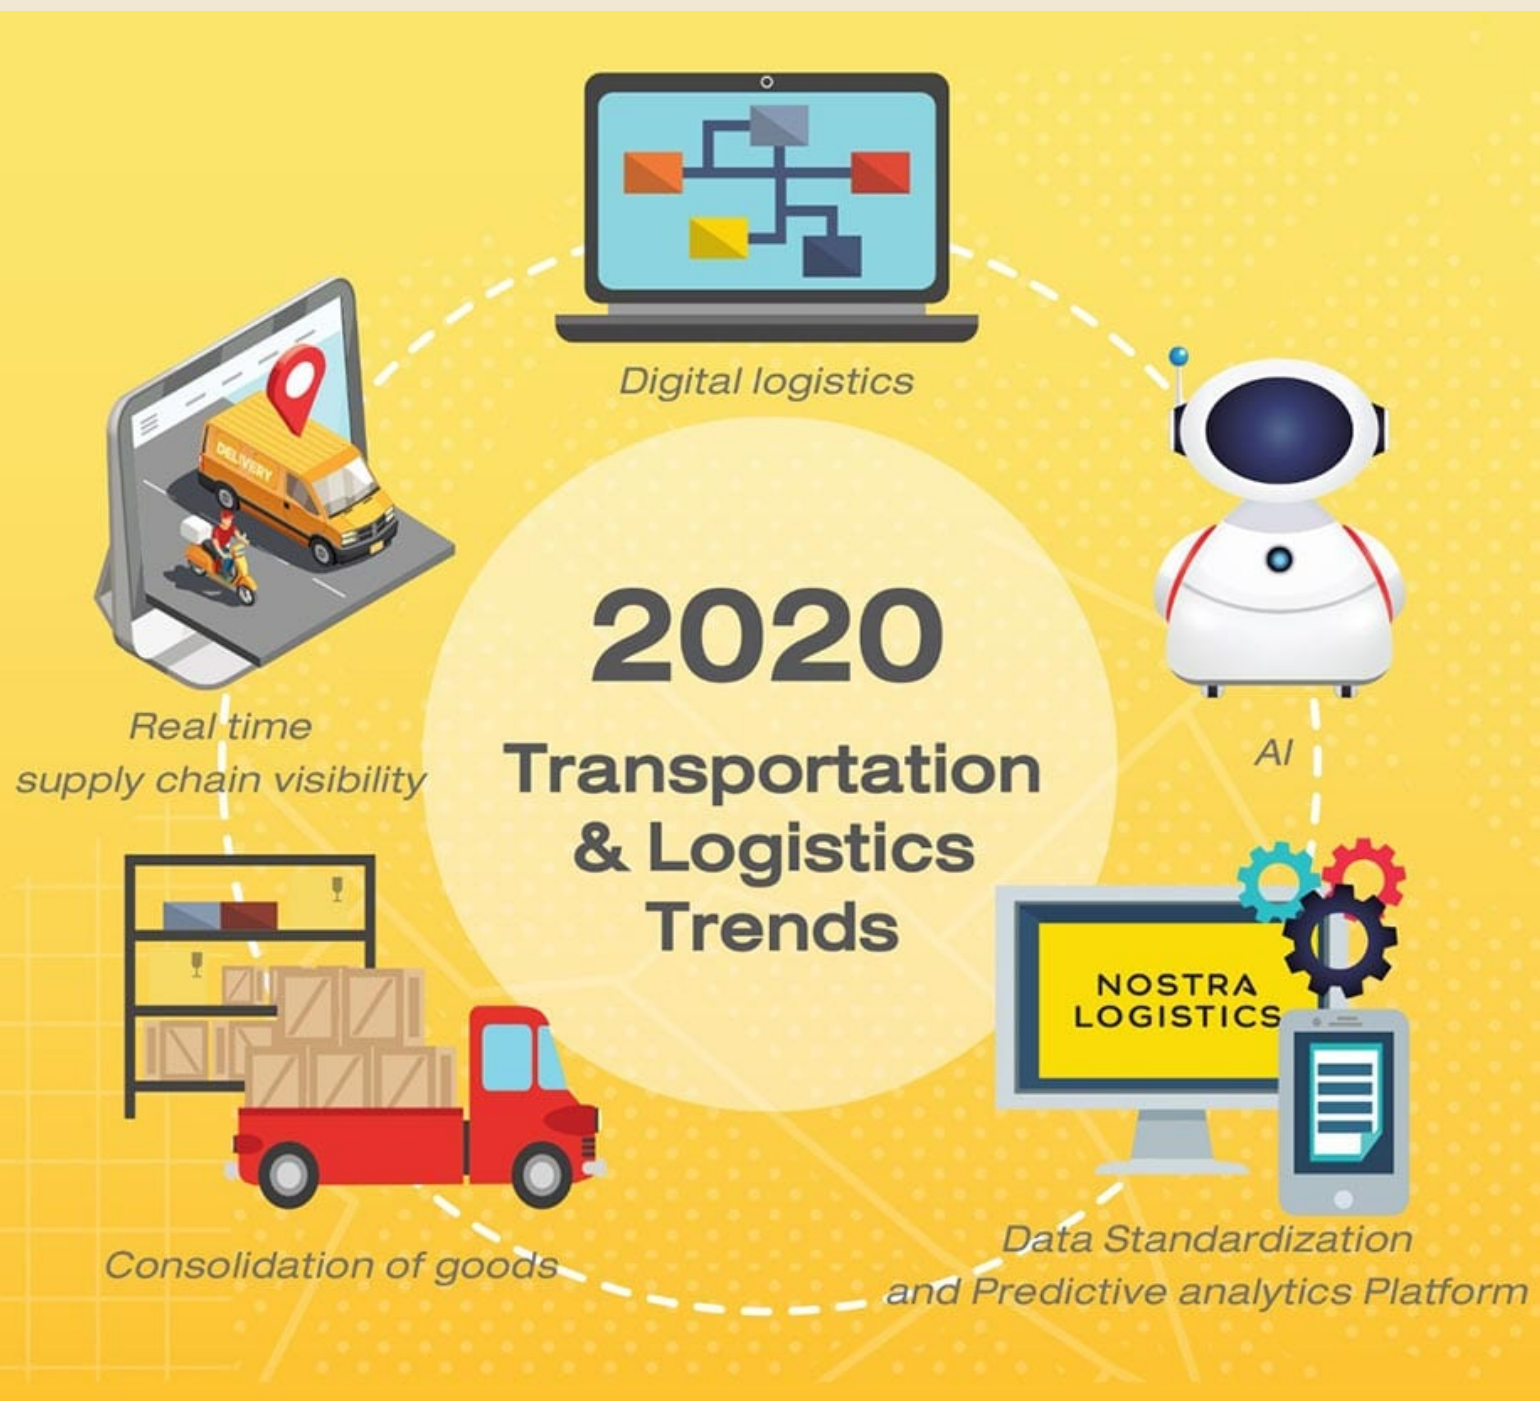 Digital logistics
DELIVERY
2020
Transportation
& Logistics
Trends
Real time
supply chain visibility
AI
NOSTRA
LOGISTICS
Consolidation of goods
Data Standardization
and Predictive analytics Platform